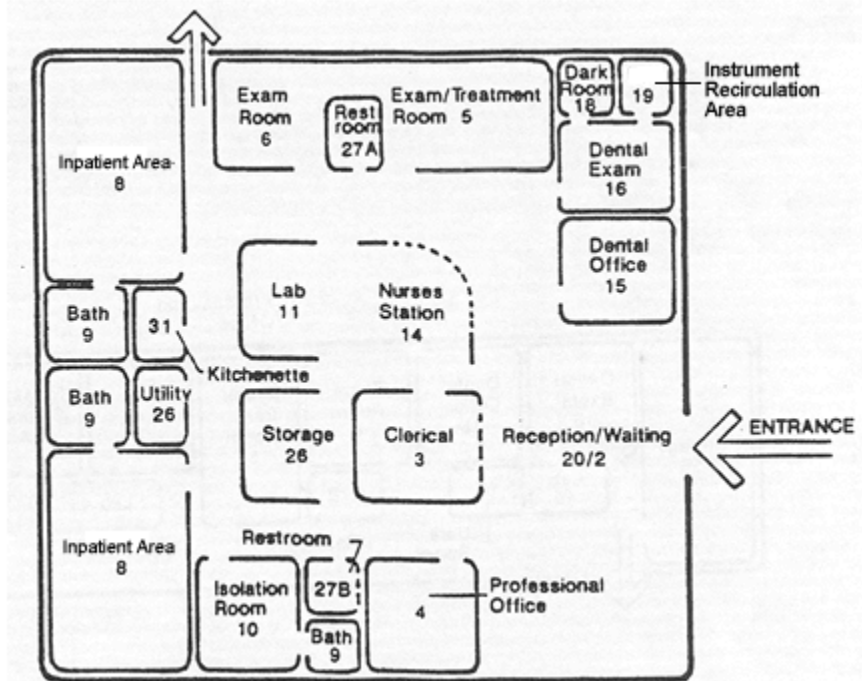 Exam
Room
6
Rest
room
27A
Exam/Treatment
Room 5
Dark
Room
18
19
Instrument
Recirculation
Area
Inpatient Area
8
Dental
Exam
16
Dental
Office
15
Lab
11
Nurses
Station
14
Bath
9
31
Kitchenette
Bath
9
Utility
26
Storage
26
Clerical
3
Reception/Waiting
20/2
ENTRANCE
Inpatient Area
8
Restroom
Isolation
Room
10
27B
Bath
9
4
Professional
Office